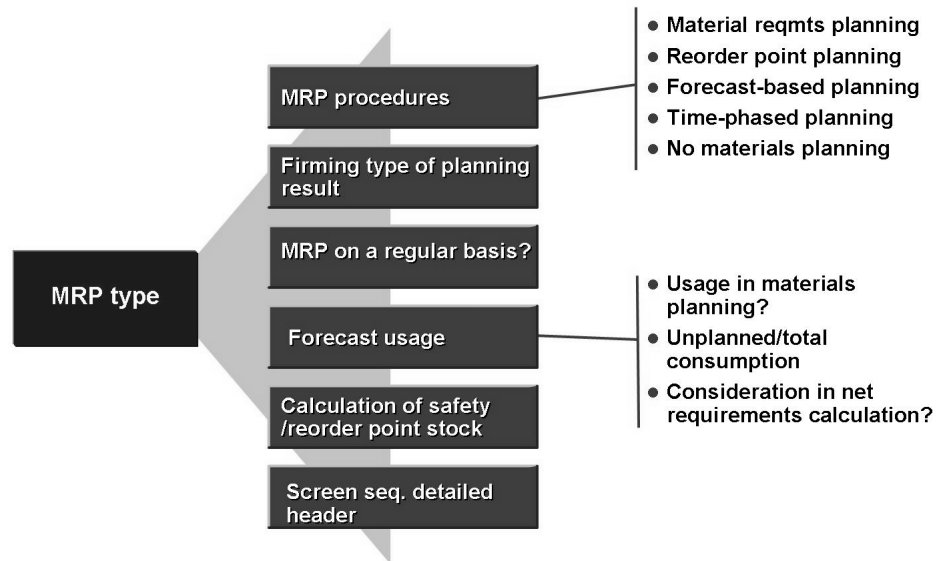 MRP type
MRP procedures
Firming type of planning
result
MRP on a regular basis?
Forecast usage
Calculation of safety
/reorder point stock
Screen seq. detailed
header
● Material reqmts planning
● Reorder point planning
● Forecast-based planning
● Time-phased planning
● No materials planning
● Usage in materials
planning?
● Unplanned/total
consumption
● Consideration in net
requirements calculation?